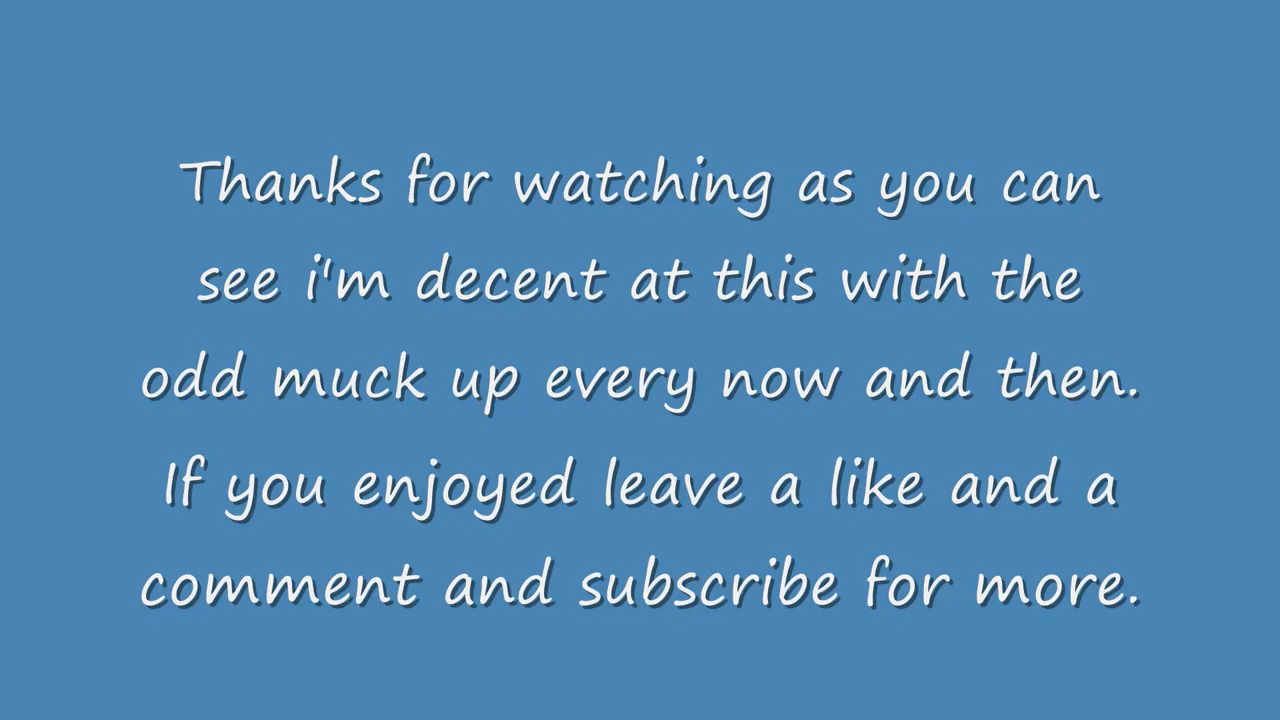 Thanks for watching as you can
see i'm decent at this with the
odd muck up every now and then.
If you enjoyed leave a like and a
comment and subscribe for more.